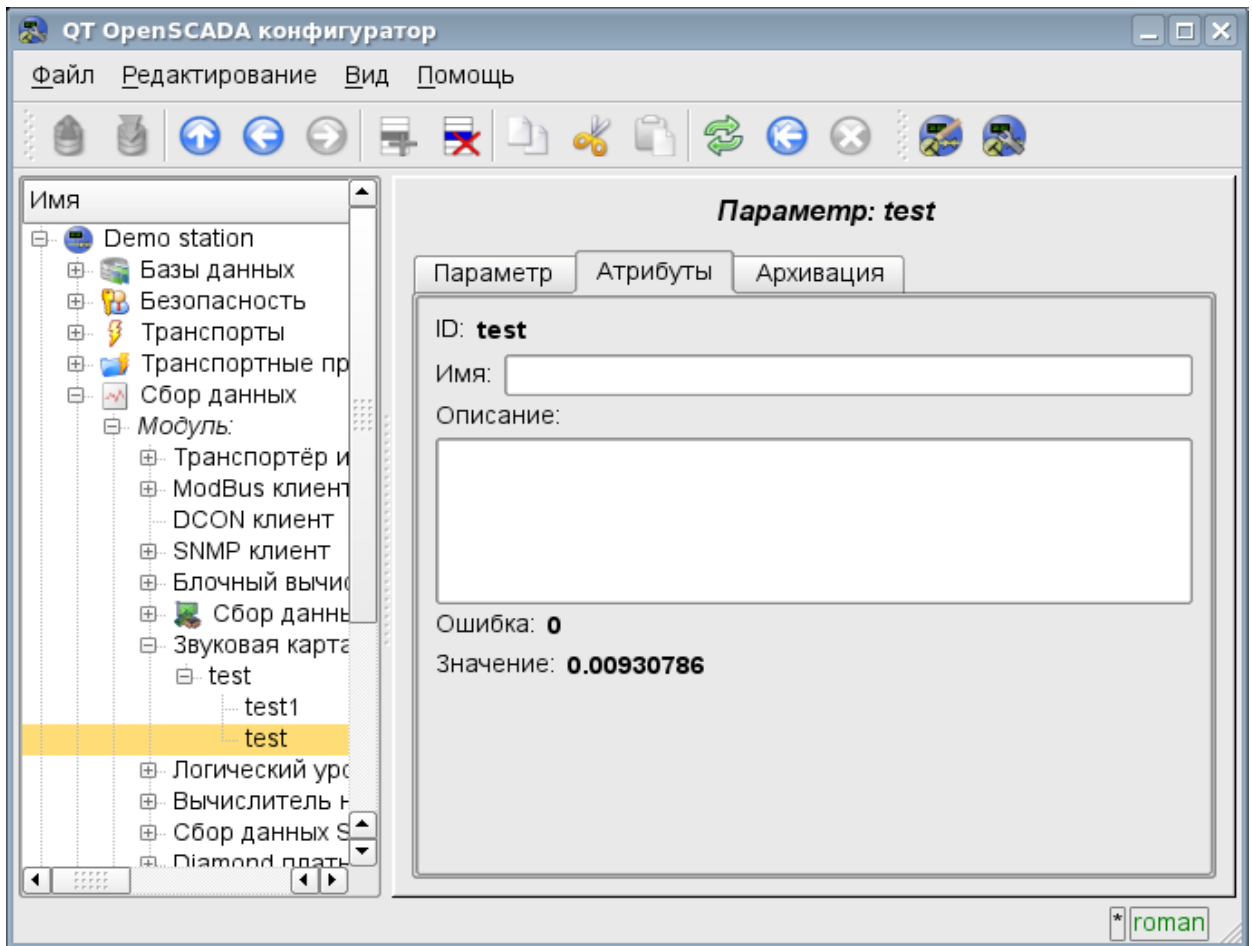 QT OpenSCADA конфигуратор
Файл Редактирование Вид Помощь
Имя
Demo station
Базы данных
Безопасность
Транспорты
Транспортные пр
Сбор данных
Модуль:
Транспортёр и
ModBus клиент
DCON клиент
SNMP клиент
Блочный вычис
Сбор данны
Звуковая карта
test
test1
test
Логический уро
Вычислитель н
Сбор данных S
Diamond платы
Параметр: test
Параметр Атрибуты Архивация
ID: test
Имя:
Описание:
Ошибка: 0
Значение: 0.00930786
* roman